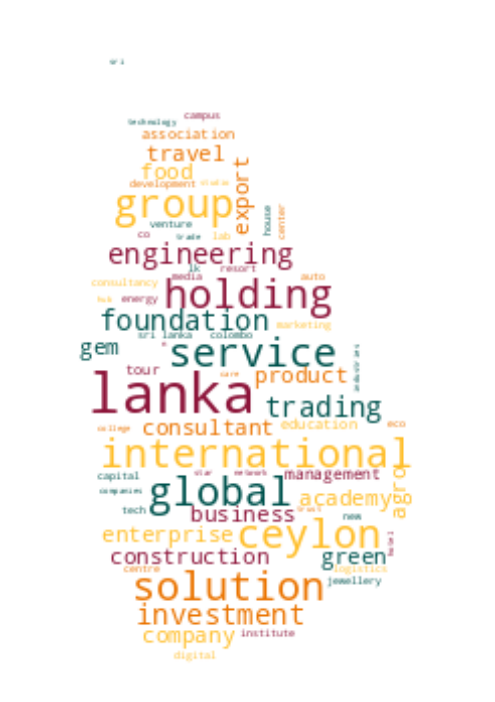 sri
campus
technology
association
travel
food
export
development studio
group
house center
venture
co trade lab
engineering
lk resort
media auto
consultancy
holding
hub energy
foundation
marketing
sri lanka colombo
gem
service
tour
care product
lanka
trading
college consultant education eco
international
star network management
capital
agro
companies global
academy
tech business trust new
enterprise ceylon
hotel
construction green
centre logistics
solution jewellery
investment
company institute
digital